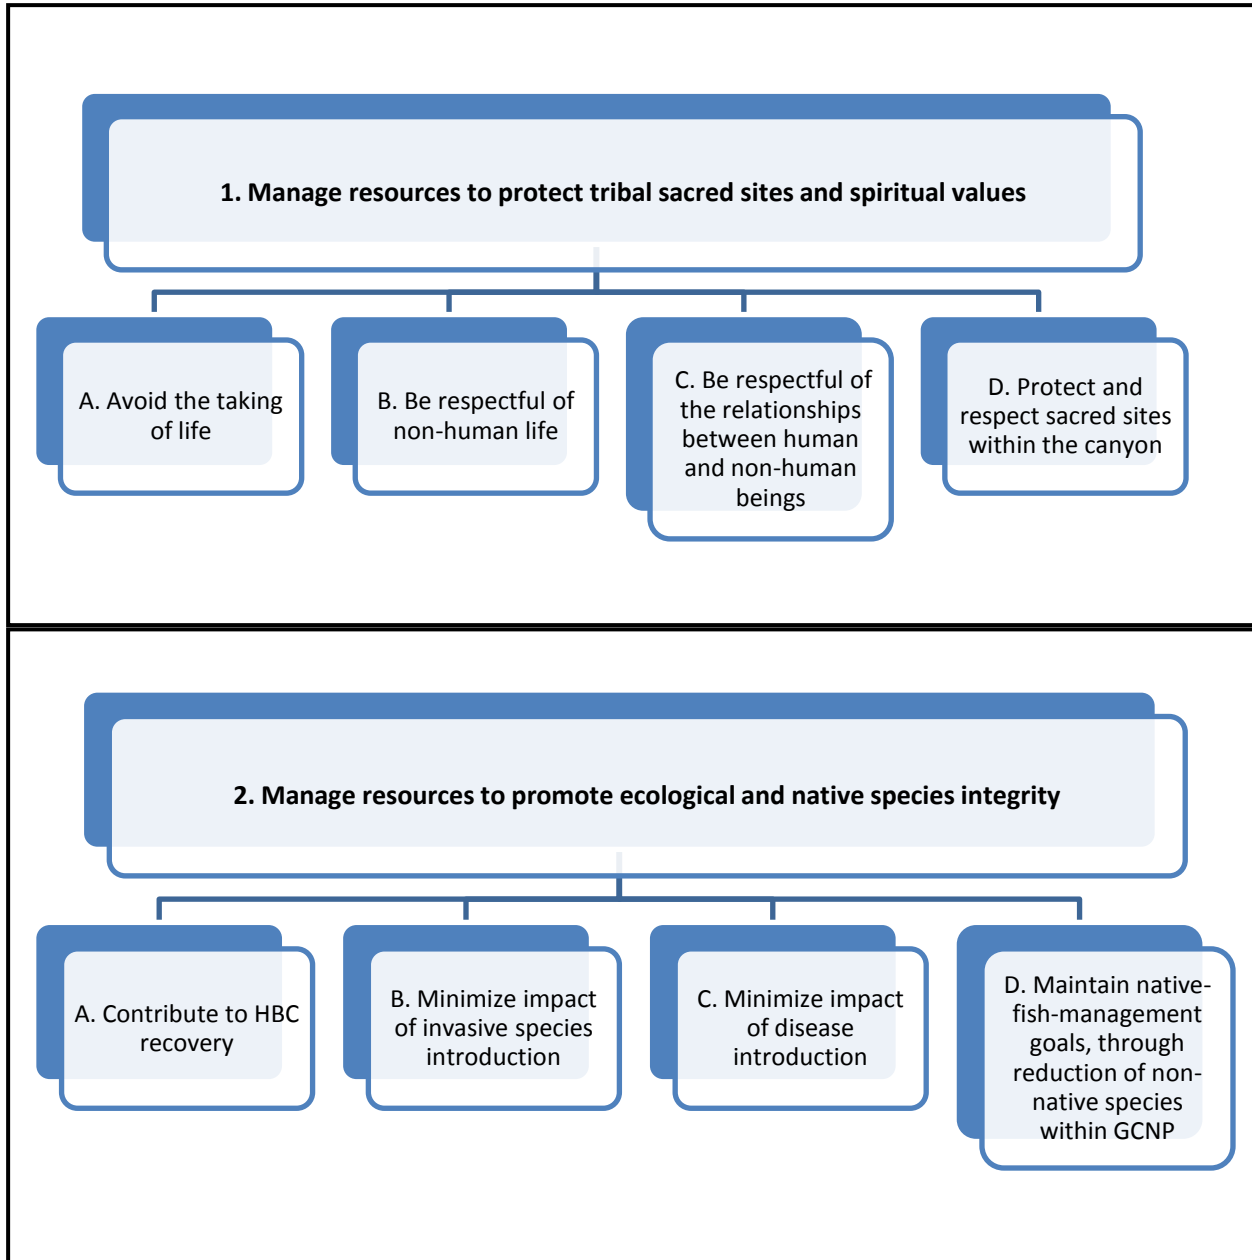 1. Manage resources to protect tribal sacred sites and spiritual values
A. Avoid the taking
of life
B. Be respectful of
non-human life
C. Be respectful of
the relationships
between human
and non-human
beings
D. Protect and
respect sacred sites
within the canyon
2. Manage resources to promote ecological and native species integrity
A. Contribute to HBC
recovery
B. Minimize impact
of invasive species
introduction
C. Minimize impact
of disease
introduction
D. Maintain native-
fish-management
goals, through
reduction of non-
native species
within GCNP